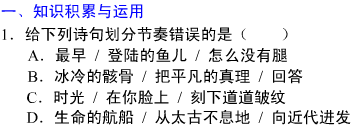 一、知识积累与运用
1．给下列诗句划分节奏错误的是（　　）
A．最早 / 登陆的鱼儿 / 怎么没有腿
B．冰冷的骸骨 / 把平凡的真理 / 回答
C．时光 / 在你脸上 / 刻下道道皱纹
D．生命的航船 / 从太古不息地 / 向近代进发